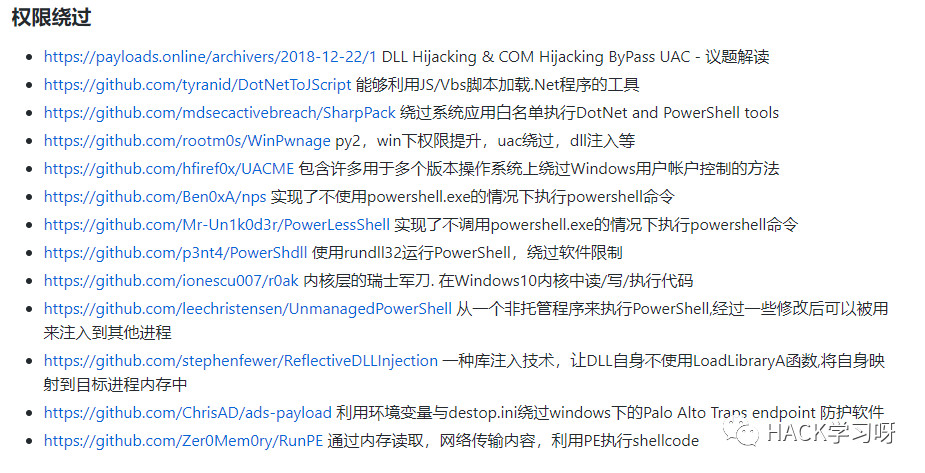 权限绕过
https://payloads.online/archivers/2018-12-22/1 DLL Hijacking & COM Hijacking ByPass UAC - 议题解读
https://github.com/tyranid/DotNetToJScript 能够利用JS/Vbs脚本加载.Net程序的工具
https://github.com/mdsecactivebreach/SharpPack 绕过系统应用白名单执行DotNet and PowerShell tools
https://github.com/rootm0s/WinPwnage py2，win下权限提升，uac绕过，dll注入等
https://github.com/hfiref0x/UACME 包含许多用于多个版本操作系统上绕过Windows用户帐户控制的方法
https://github.com/Ben0xA/nps 实现了不使用powershell.exe的情况下执行powershell命令
https://github.com/Mr-Un1k0d3r/PowerLessShell 实现了不调用powershell.exe的情况下执行powershell命令
https://github.com/p3nt4/PowerShdll 使用rundll32运行PowerShell，绕过软件限制
https://github.com/ionescu007/r0ak 内核层的瑞士军刀. 在Windows10内核中读/写/执行代码
https://github.com/leechristensen/UnmanagedPowerShell 从一个非托管程序来执行PowerShell,经过一些修改后可以被用
来注入到其他进程
https://github.com/stephenfewer/ReflectiveDLLInjection 一种库注入技术，让DLL自身不使用LoadLibraryA函数,将自身映
射到目标进程内存中
https://github.com/ChrisAD/ads-payload 利用环境变量与destop.ini绕过windows下的Palo Alto Traps endpoint 防护软件
https://github.com/Zer0Mem0ry/RunPE 通过内存读取，网络传输内容，利用PE执行shellcode
HACK学习呀